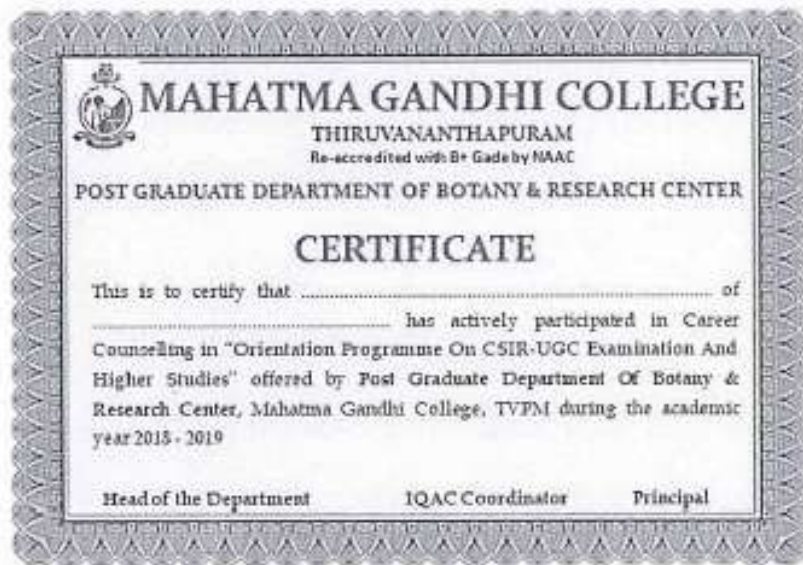 MAHATMA GANDHI COLLEGE
THIRUVANANTHAPURAM
Re-accredited with B+ Gade by NAAC
POST GRADUATE DEPARTMENT OF BOTANY & RESEARCH CENTER
CERTIFICATE
This is to certify that ........................................................................ of
.................................................... has actively participated in Career
Counselling in "Orientation Programme On CSIR-UGC Examination And
Higher Studies" offered by Post Graduate Department Of Botany &
Research Center, Mahatma Gandhi College, TVPM during the academic
year 2018 - 2019
Head of the Department IQAC Coordinator Principal